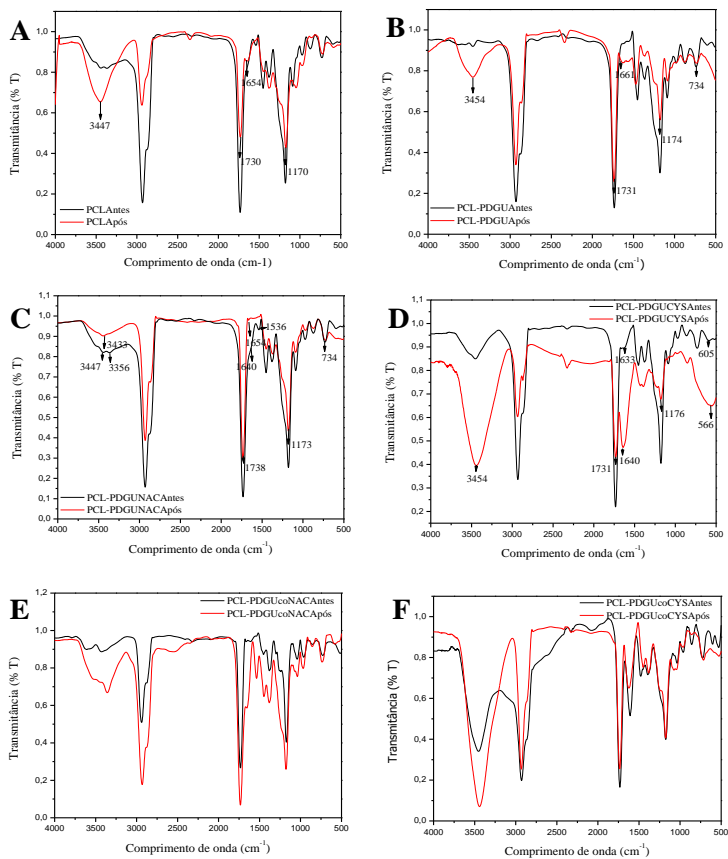 A
Transmitância (% T)
1,0
0,8
0,6
0,4
0,2
0,0
3447
1654
1730
1170
PCLAntes
PCLApós
4000 3500 3000 2500 2000 1500 1000 500
Comprimento de onda (cm-1)
B
Transmitância (% T)
1,0
0,8
0,6
0,4
0,2
0,0
3454
1661
734
1174
1731
PCL-PDGUAntes
PCL-PDGUApós
4000 3500 3000 2500 2000 1500 1000 500
Comprimento de onda (cm-1)
C
Transmitância (% T)
1,1
1,0
0,9
0,8
0,7
0,6
0,5
0,4
0,3
0,2
0,1
0,0
3433
3447
3356
1536
1654
1640
734
1173
1738
PCL-PDGUNACAntes
PCL-PDGUNACApós
4000 3500 3000 2500 2000 1500 1000 500
Comprimento de onda (cm-1)
D
Transmitância (% T)
1,1
1,0
0,9
0,8
0,7
0,6
0,5
0,4
0,3
0,2
PCL-PDGUCYSAntes
PCL-PDGUCYSApós
1633
605
1176
566
1731
1640
3454
4000 3500 3000 2500 2000 1500 1000 500
Comprimento de onda (cm-1)
E
Transmitância (% T)
1,2
1,0
0,8
0,6
0,4
0,2
0,0
PCL-PDGUcoNACAntes
PCL-PDGUcoNACApós
4000 3500 3000 2500 2000 1500 1000 500
Comprimento de onda (cm-1)
F
Transmitância (% T)
1,0
0,8
0,6
0,4
0,2
0,0
PCL-PDGUcoCYSAntes
PCL-PDGUcoCYSApós
4000 3500 3000 2500 2000 1500 1000 500
Comprimento de onda (cm-1)